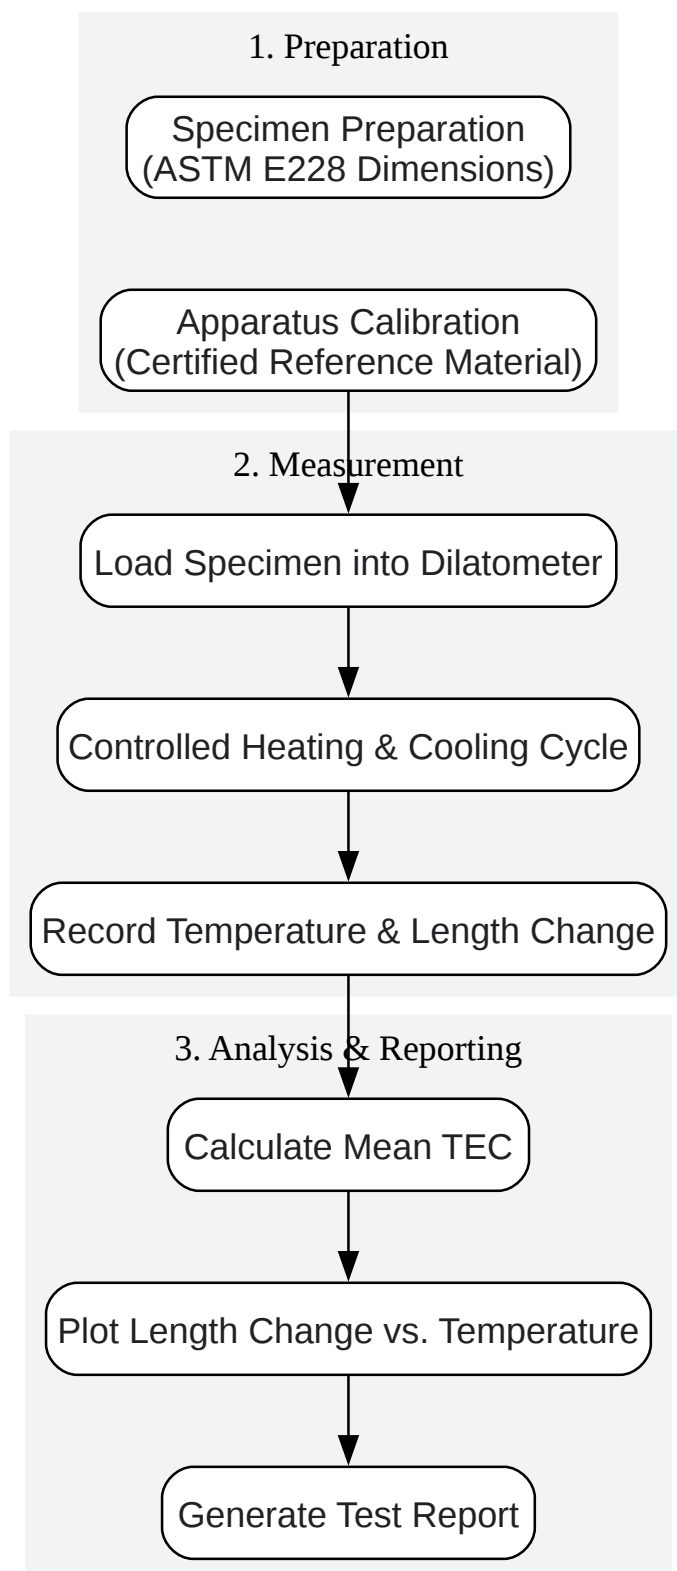 1. Preparation
Specimen Preparation
(ASTM E228 Dimensions)
Apparatus Calibration
(Certified Reference Material)
2. Measurement
Load Specimen into Dilatometer
Controlled Heating & Cooling Cycle
Record Temperature & Length Change
3. Analysis & Reporting
Calculate Mean TEC
Plot Length Change vs. Temperature
Generate Test Report